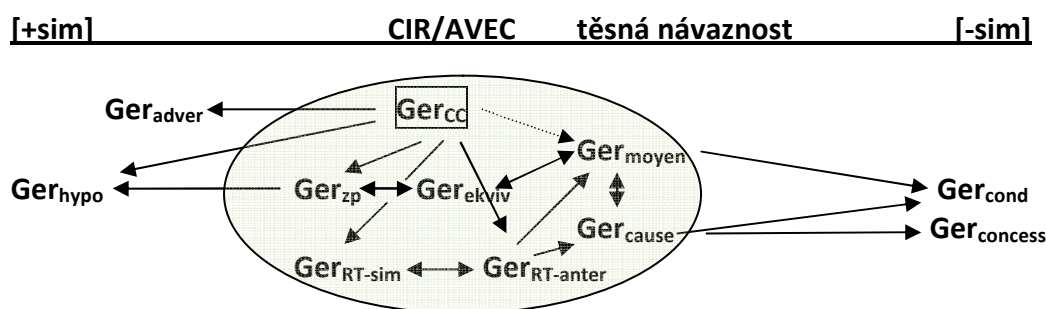 [+sim] CIR/AVEC těsná návaznost [-sim]
Ger_adver Ger_CC
Ger_moyen
Ger_hypo Ger_zp Ger_ekviv Ger_cond
Ger_cause Ger_concess
Ger_RT-sim Ger_RT-anter